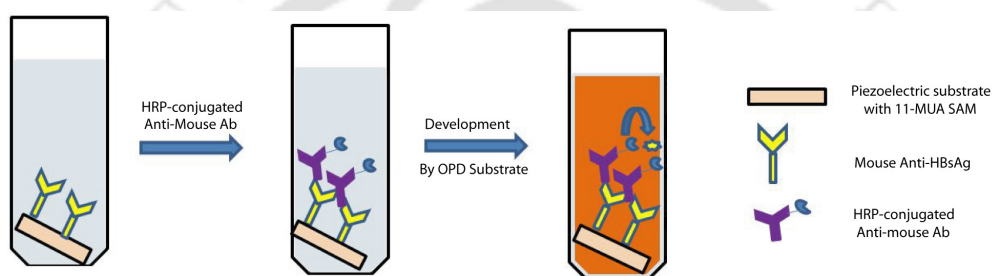 HRP-conjugated
Anti-Mouse Ab
Development
By OPD Substrate
Piezoelectric substrate
with 11-MUA SAM
Mouse Anti-HBsAg
HRP-conjugated
Anti-mouse Ab